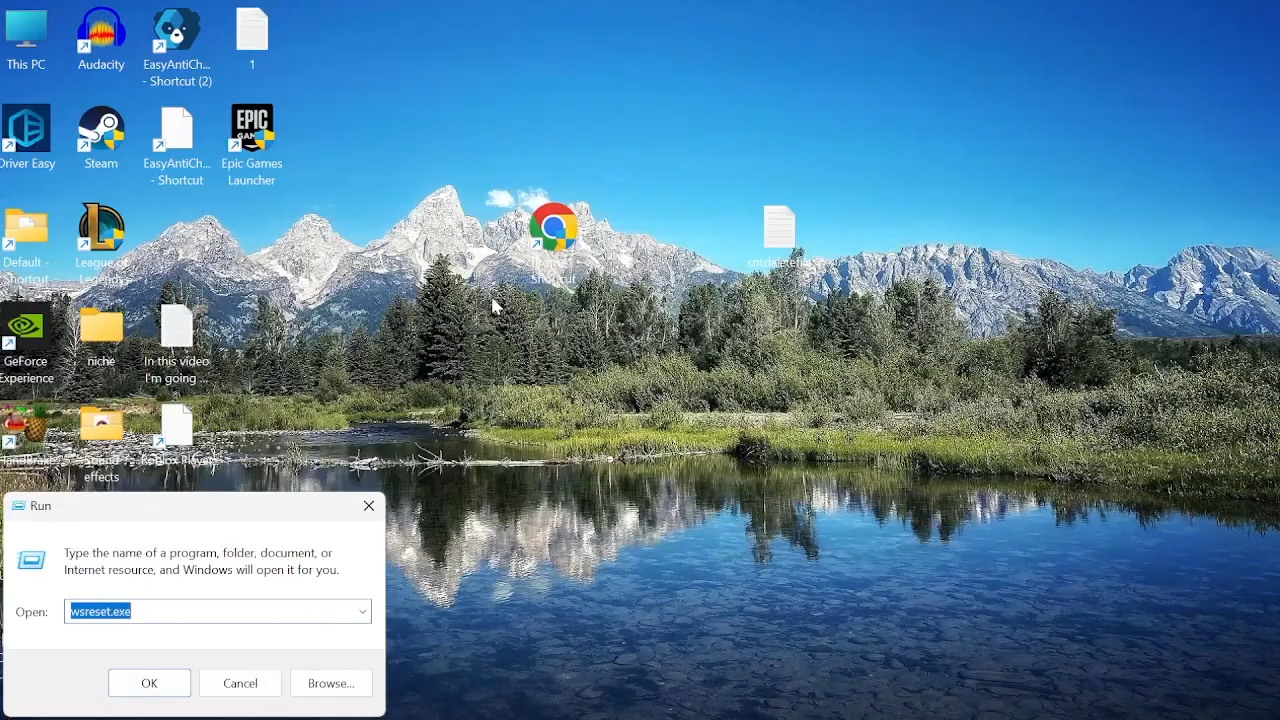 This PC
Audacity
EasyAntiCh...
- Shortcut (2)
1
Driver Easy
Steam
EasyAntiCh...
- Shortcut
EPIC
GAMES
Epic Games
Launcher
Default -
Shortcut
League of
Legends
GeForce
Experience
niche
In this video
I'm going ...
sound
effects
Roblox Player
Run
Type the name of a program, folder, document, or
Internet resource, and Windows will open it for you.
Open:
wsreset.exe
OK
Cancel
Browse...